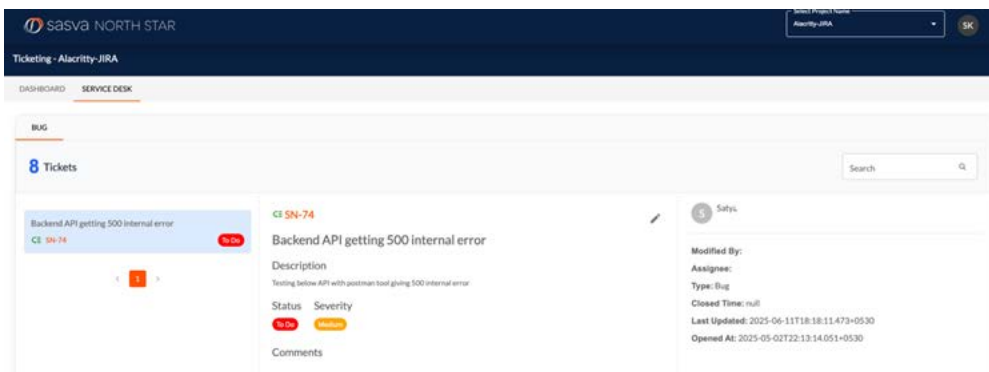 sasva NORTH STAR
Select Project Name
Alacritty-JIRA
SK
Ticketing - Alacritty-JIRA
DASHBOARD SERVICE DESK
BUG
8 Tickets
Search
Backend API getting 500 internal error
CE SN-74
To Do
< 1 >
CE SN-74
Backend API getting 500 internal error
Description
Testing below API with postman tool giving 500 internal error
Status Severity
To Do Medium
Comments
S Satya
Modified By:
Assignee:
Type: Bug
Closed Time: null
Last Updated: 2025-06-11T18:18:11.473+0530
Opened At: 2025-05-02T22:13:14.051+0530